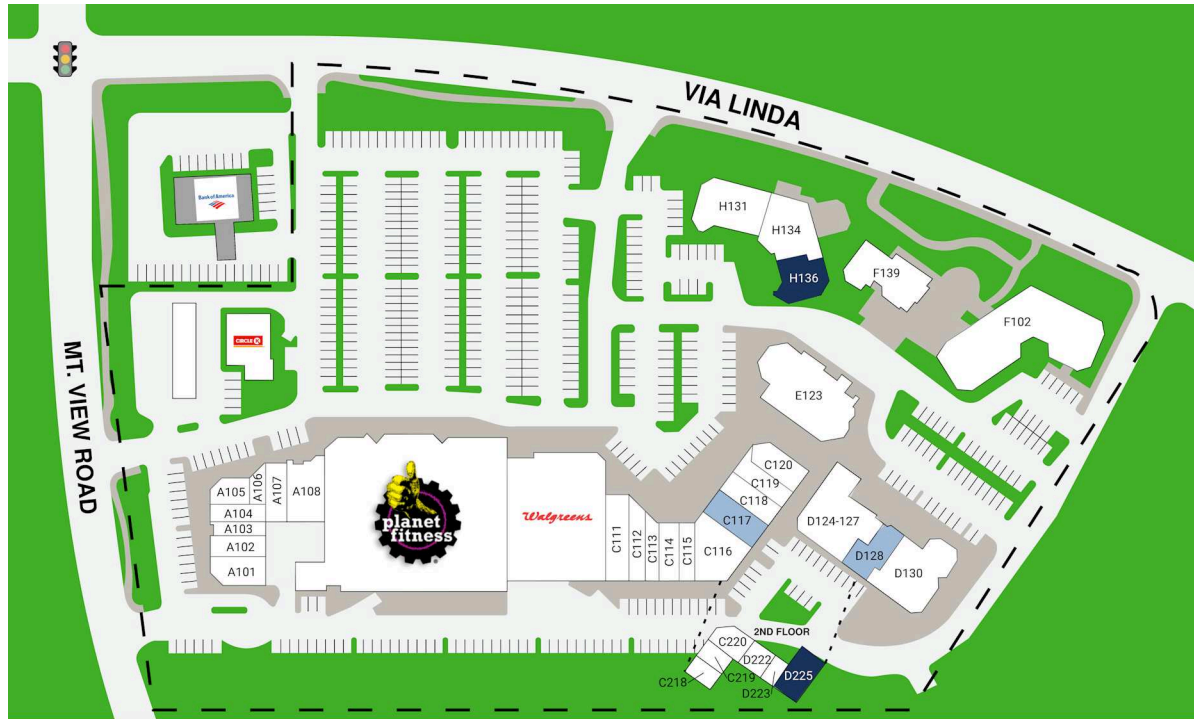 VIA LINDA
Bank of America
H131
H134
H136
F139
F102
CIRCLE K
MT. VIEW ROAD
E123
A105
A106
A107
A108
A104
A103
A102
A101
planet
fitness
Walgreens
C111
C112
C113
C114
C115
C116
C117
C118
C119
C120
D124-127
D128
D130
2ND FLOOR
C220
D222
D225
C219
C218
D223